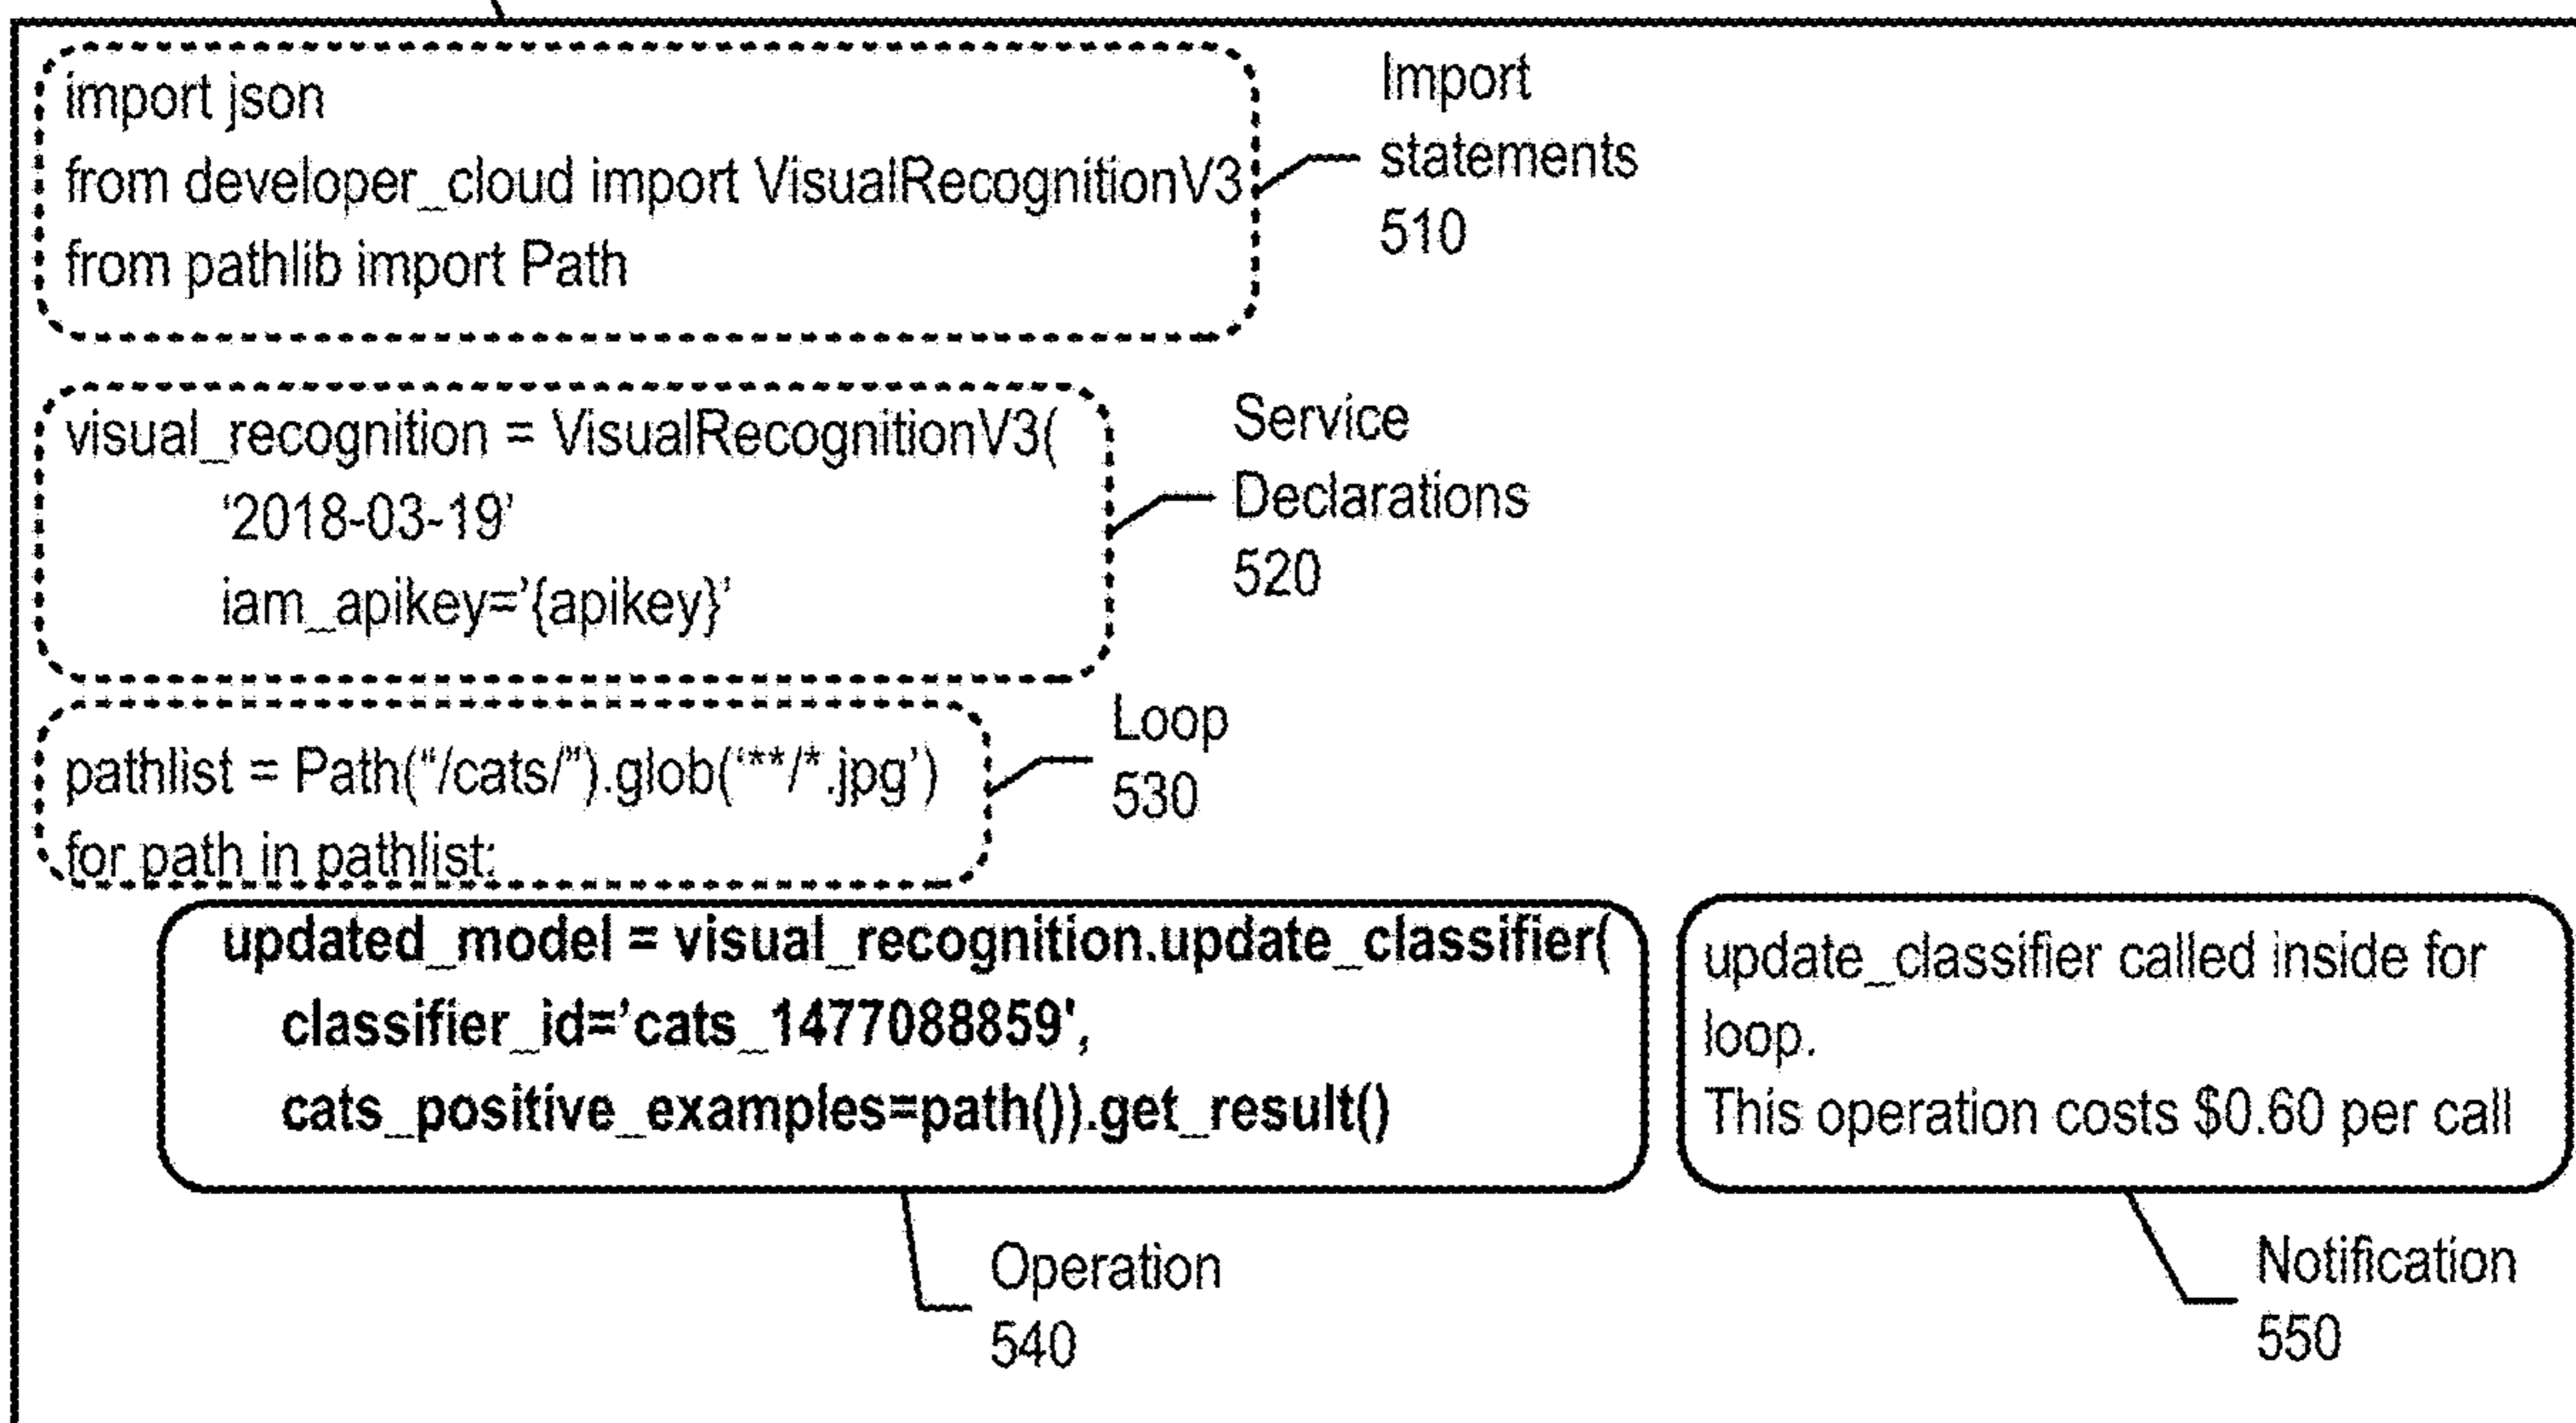 import json
from developer_cloud import VisualRecognitionV3
from pathlib import Path
Import
statements
510
visual_recognition = VisualRecognitionV3(
‘2018-03-19’
iam_apikey=’{apikey}’
Service
Declarations
520
pathlist = Path(“/cats/”).glob(‘**/*.jpg’)
for path in pathlist:
Loop
530
updated_model = visual_recognition.update_classifier(
classifier_id=’cats_1477088859',
cats_positive_examples=path()).get_result()
update_classifier called inside for
loop.
This operation costs $0.60 per call
Operation
540
Notification
550